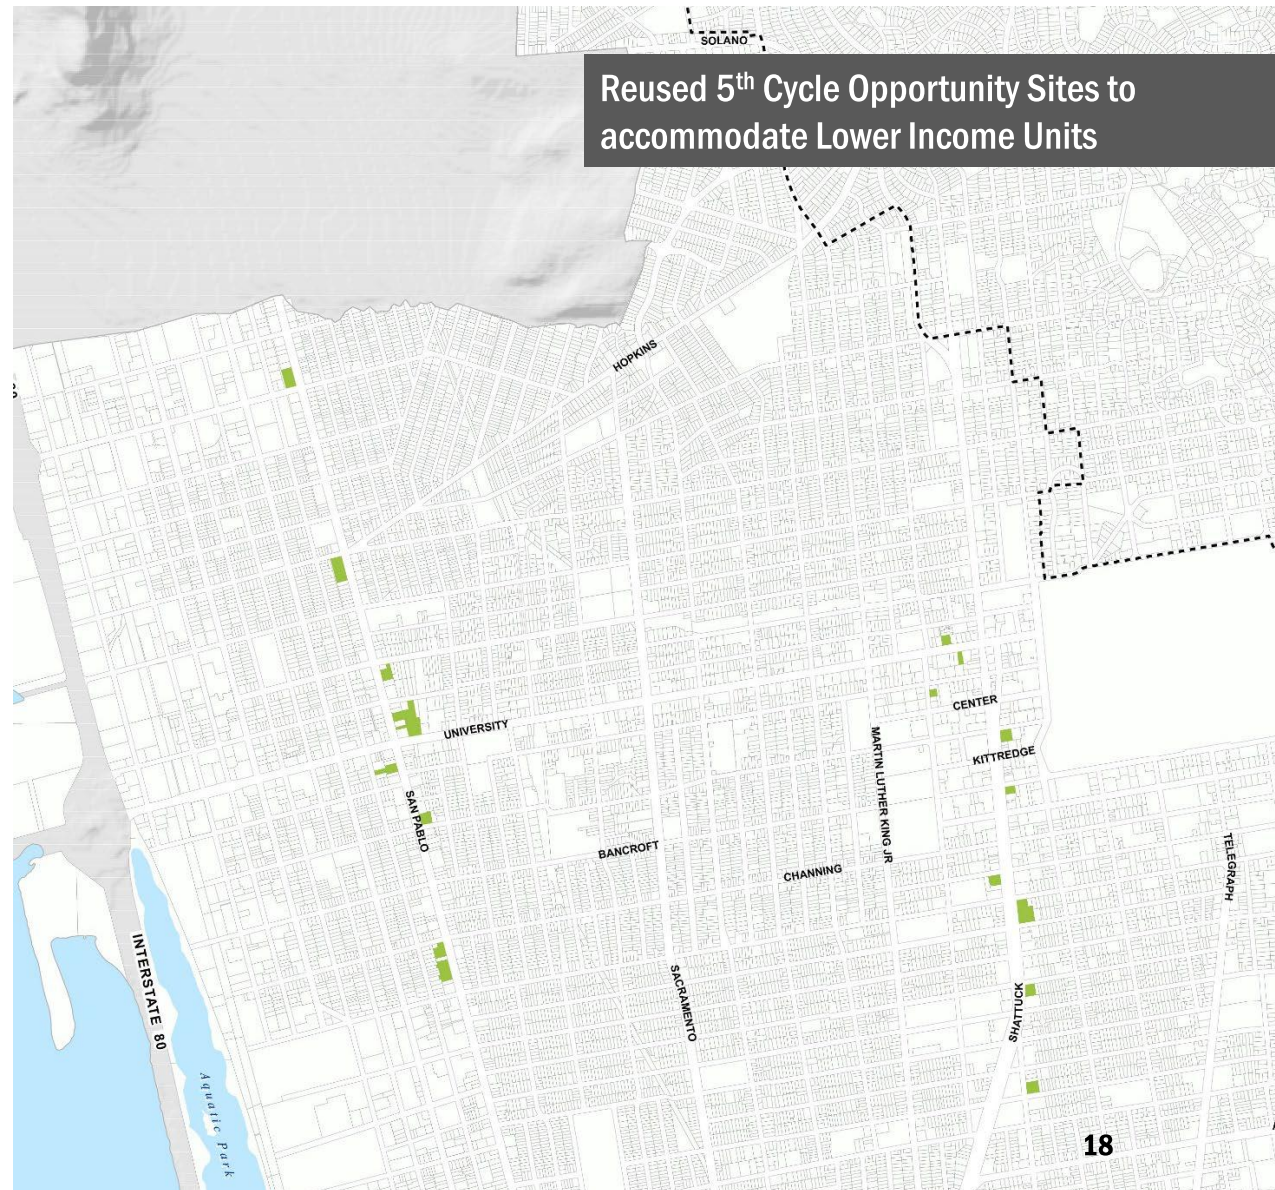 SOLANO
Reused 5th Cycle Opportunity Sites to
accommodate Lower Income Units
HOPKINS
CENTER
UNIVERSITY
KITTREDGE
MARTIN LUTHER KING JR
SAN PABLO
BANCROFT
CHANNING
TELEGRAPH
INTERSTATE 80
SACRAMENTO
SHATTUCK
Aquatic Park
18